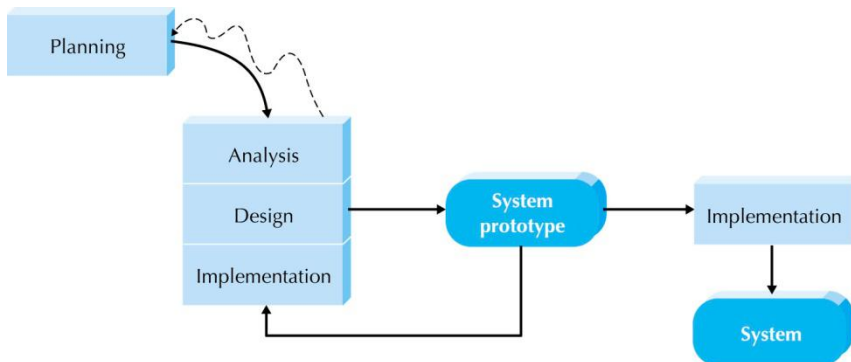 Planning
Analysis
Design
Implementation
System
prototype
Implementation
System